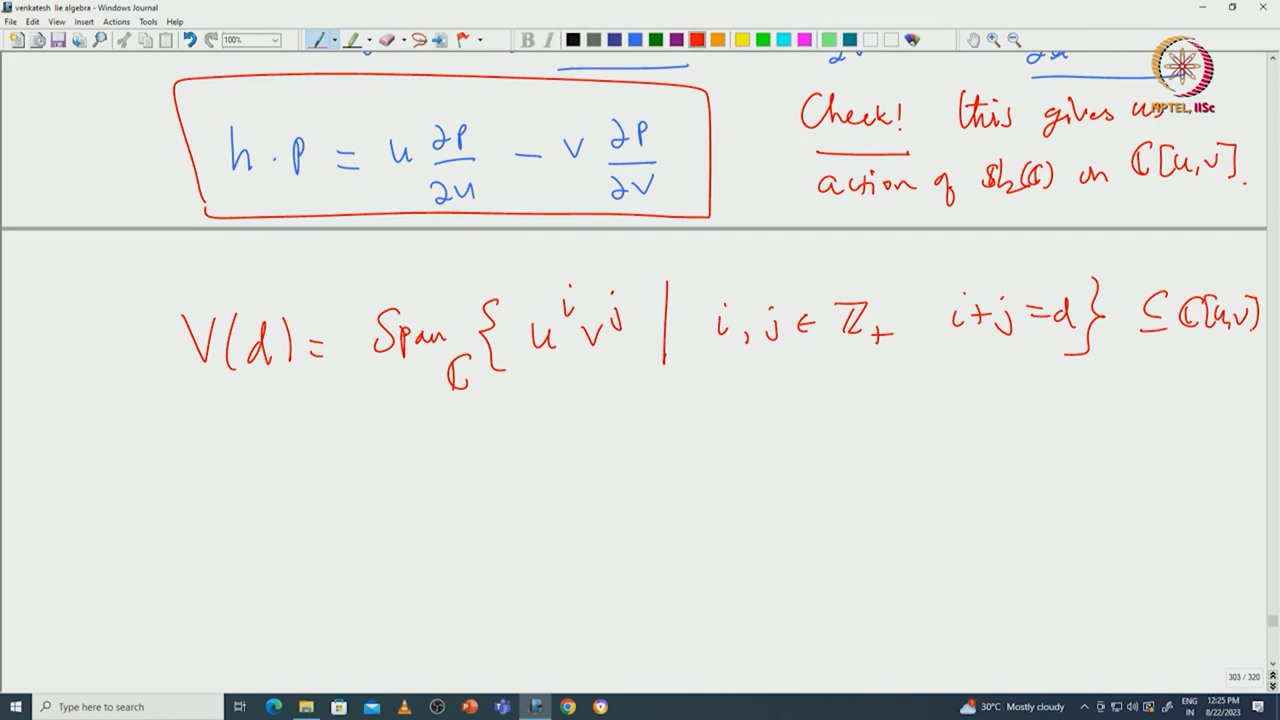 venkatesh lie algebra - Windows Journal
File Edit View Insert Actions Tools Help
100%
B I
NPTEL, IISc
h · p = u ∂p/∂u − v ∂p/∂v
Check! this gives us
action of sl₂(ℂ) on ℂ[u,v].
V(d) = Span_ℂ { u^i v^j | i, j ∈ ℤ₊ i+j=d } ⊆ ℂ[u,v]
303 / 320
Type here to search
30°C Mostly cloudy
ENG
IN
12:25 PM
8/22/2023